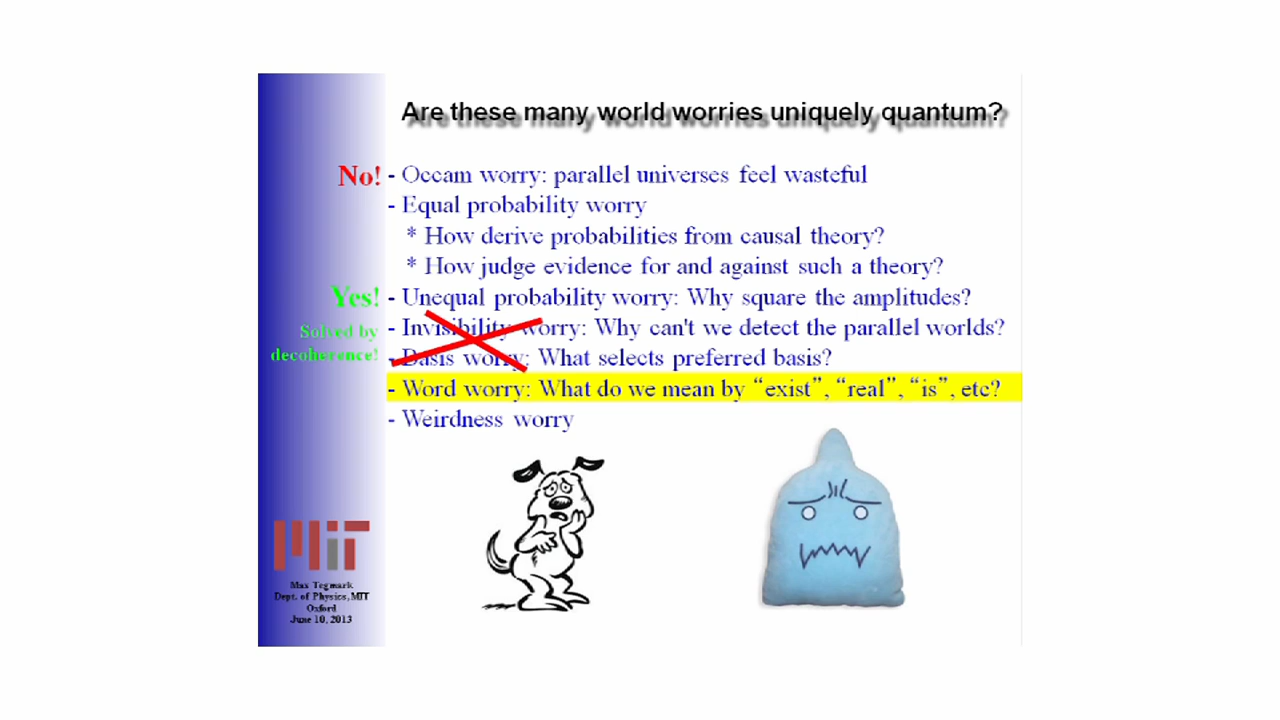 Are these many world worries uniquely quantum?
No! - Occam worry: parallel universes feel wasteful
- Equal probability worry
* How derive probabilities from causal theory?
* How judge evidence for and against such a theory?
Yes! - Unequal probability worry: Why square the amplitudes?
Solved by decoherence!
- Invisibility worry: Why can't we detect the parallel worlds?
- Basis worry: What selects preferred basis?
- Word worry: What do we mean by “exist”, “real”, “is”, etc?
- Weirdness worry
MIT
Max Tegmark
Dept. of Physics, MIT
Oxford
June 10, 2013